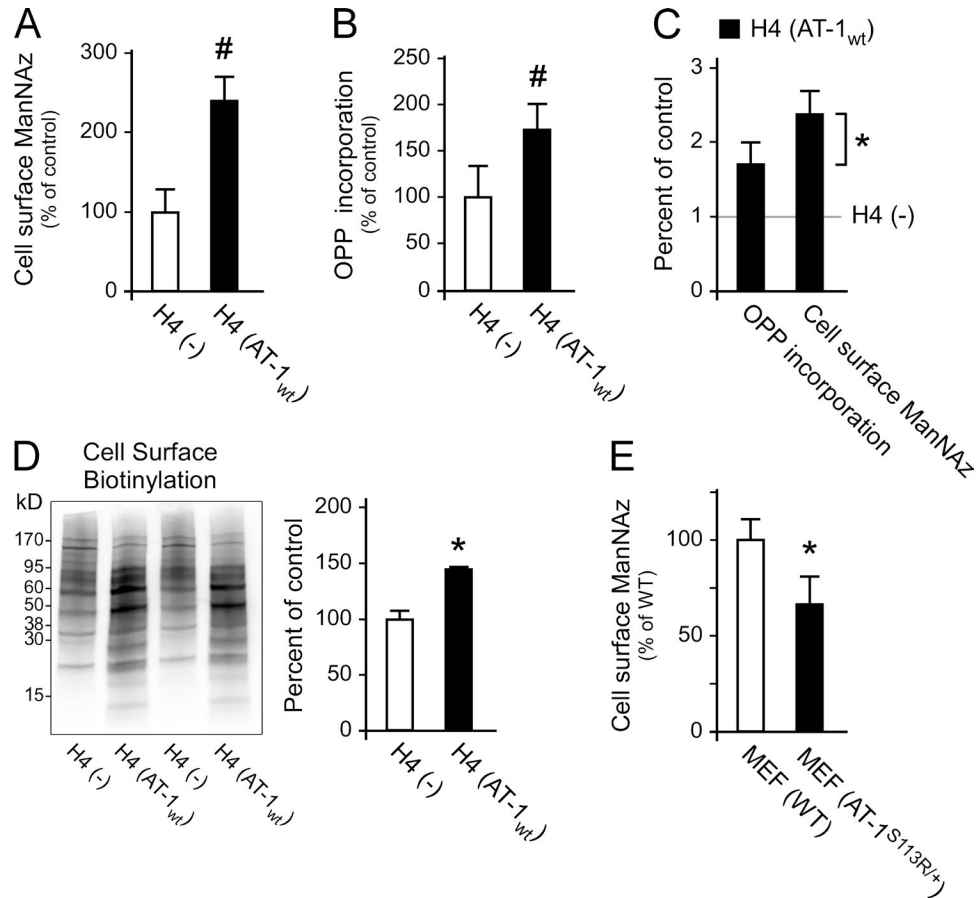 A
Cell surface ManNAz
(% of control)
300
200
100
0
#
H4 (-)
H4 (AT-1wt)
B
OPP incorporation
(% of control)
250
200
150
100
50
0
#
H4 (-)
H4 (AT-1wt)
C
H4 (AT-1wt)
Percent of control
3
2
1
0
*
H4 (-)
OPP incorporation
Cell surface ManNAz
D
Cell Surface
Biotinylation
kD
170
95
60
50
38
30
15
H4 (-)
H4 (AT-1wt)
H4 (-)
H4 (AT-1wt)
Percent of control
200
150
100
50
0
*
H4 (-)
H4 (AT-1wt)
E
Cell surface ManNAz
(% of WT)
100
50
0
*
MEF (WT)
MEF (AT-1S113R/+)